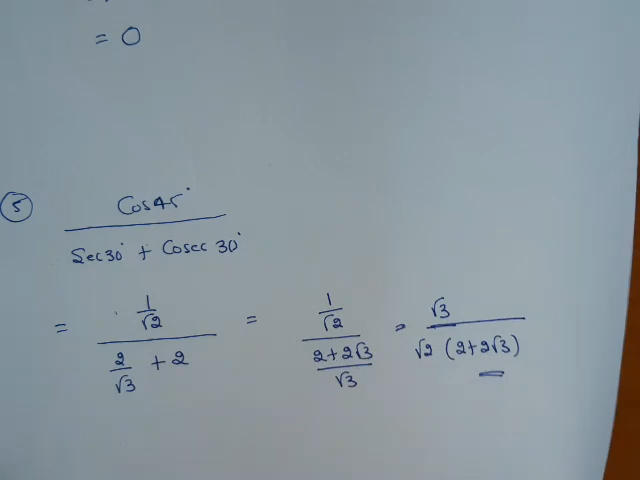 = 0
5 Cos45°
Sec30° + Cosec 30°
= 1/√2 / (2/√3 + 2) = 1/√2 / ((2+2√3)/√3) = √3 / (√2 (2+2√3))